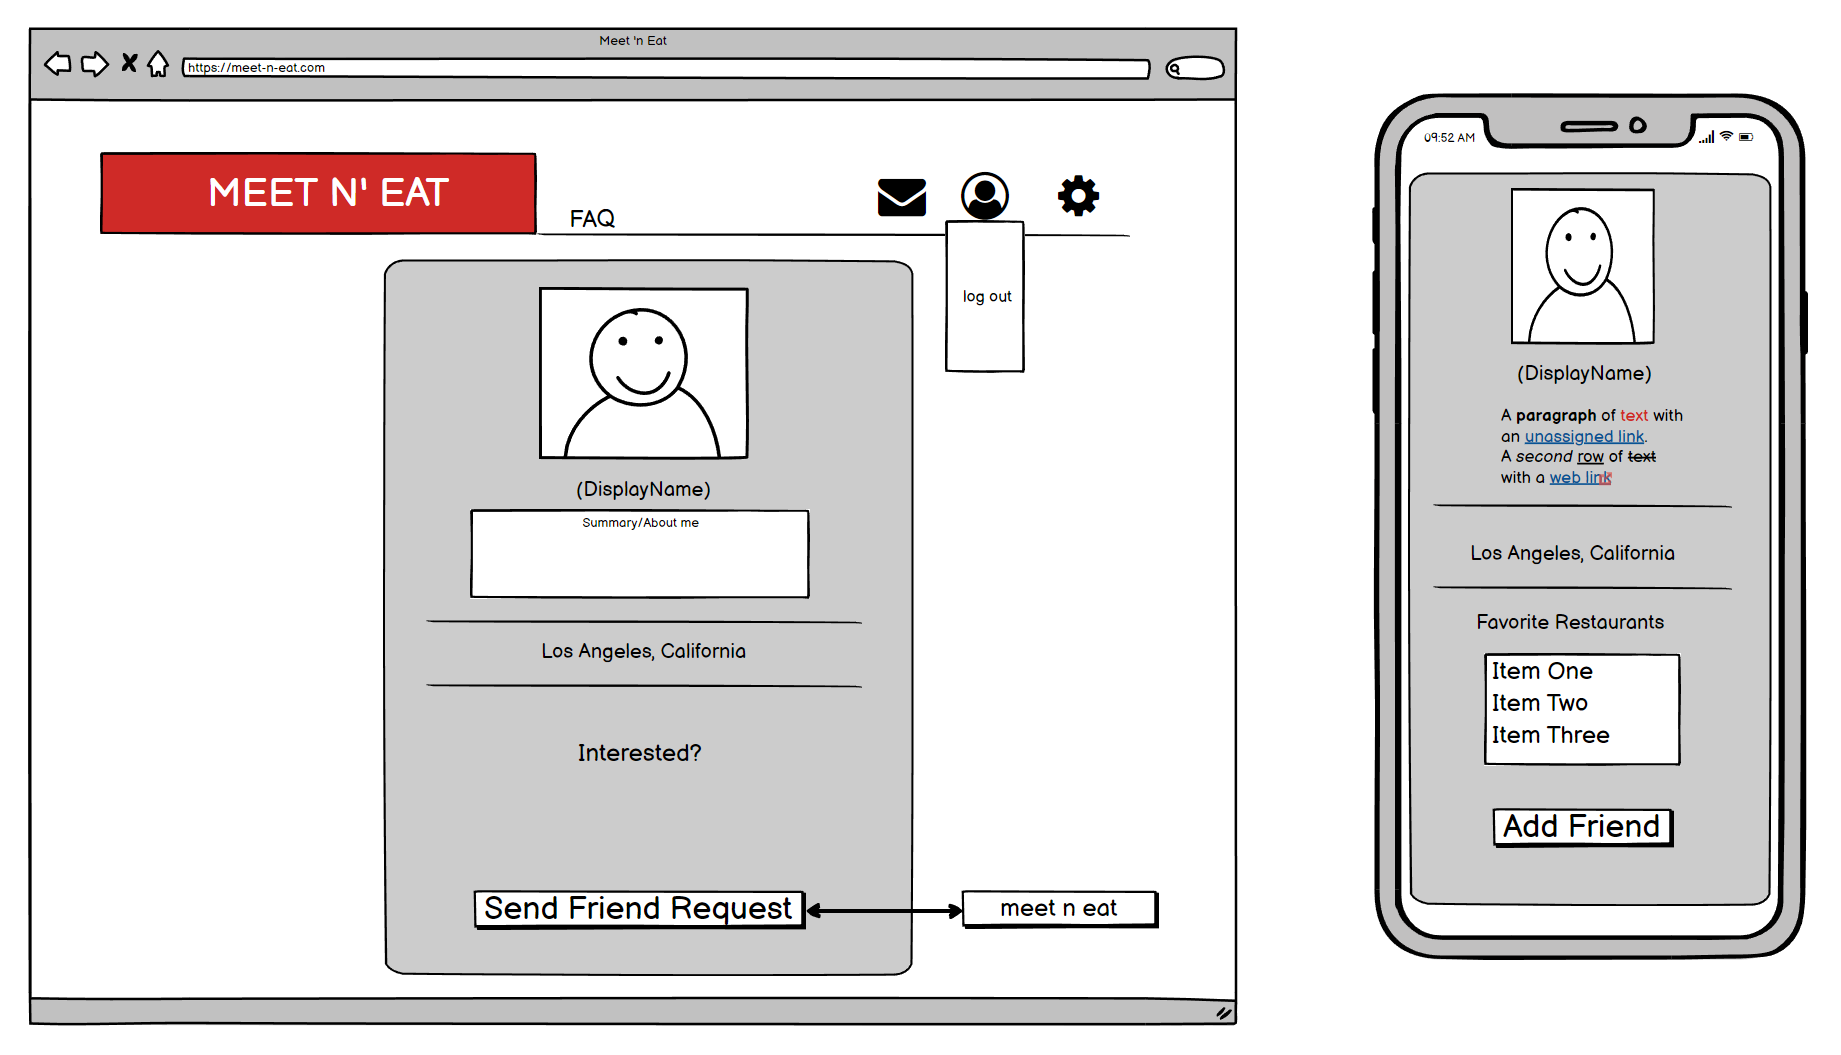 Meet 'n Eat
https://meet-n-eat.com
MEET N' EAT
FAQ
log out
(DisplayName)
Summary/About me
Los Angeles, California
Interested?
Send Friend Request
meet n eat
09:52 AM
(DisplayName)
A paragraph of text with
an unassigned link.
A second row of text
with a web link
Los Angeles, California
Favorite Restaurants
Item One
Item Two
Item Three
Add Friend